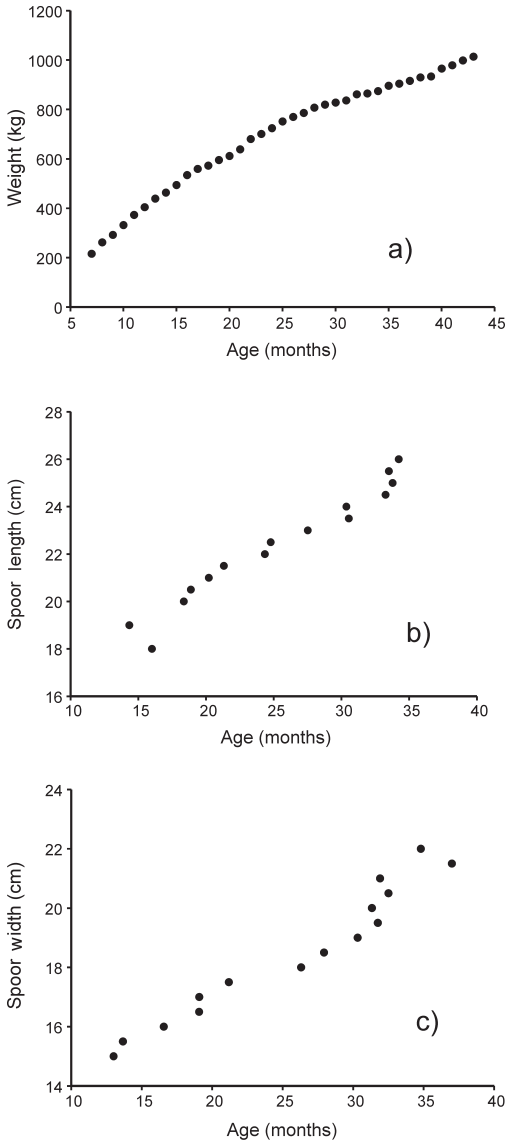 1200
1000
800
600
400
200
0
Weight (kg)
a)
5 10 15 20 25 30 35 40 45
Age (months)
28
26
24
22
20
18
16
Spoor length (cm)
b)
10 15 20 25 30 35 40
Age (months)
24
22
20
18
16
14
Spoor width (cm)
c)
10 15 20 25 30 35 40
Age (months)